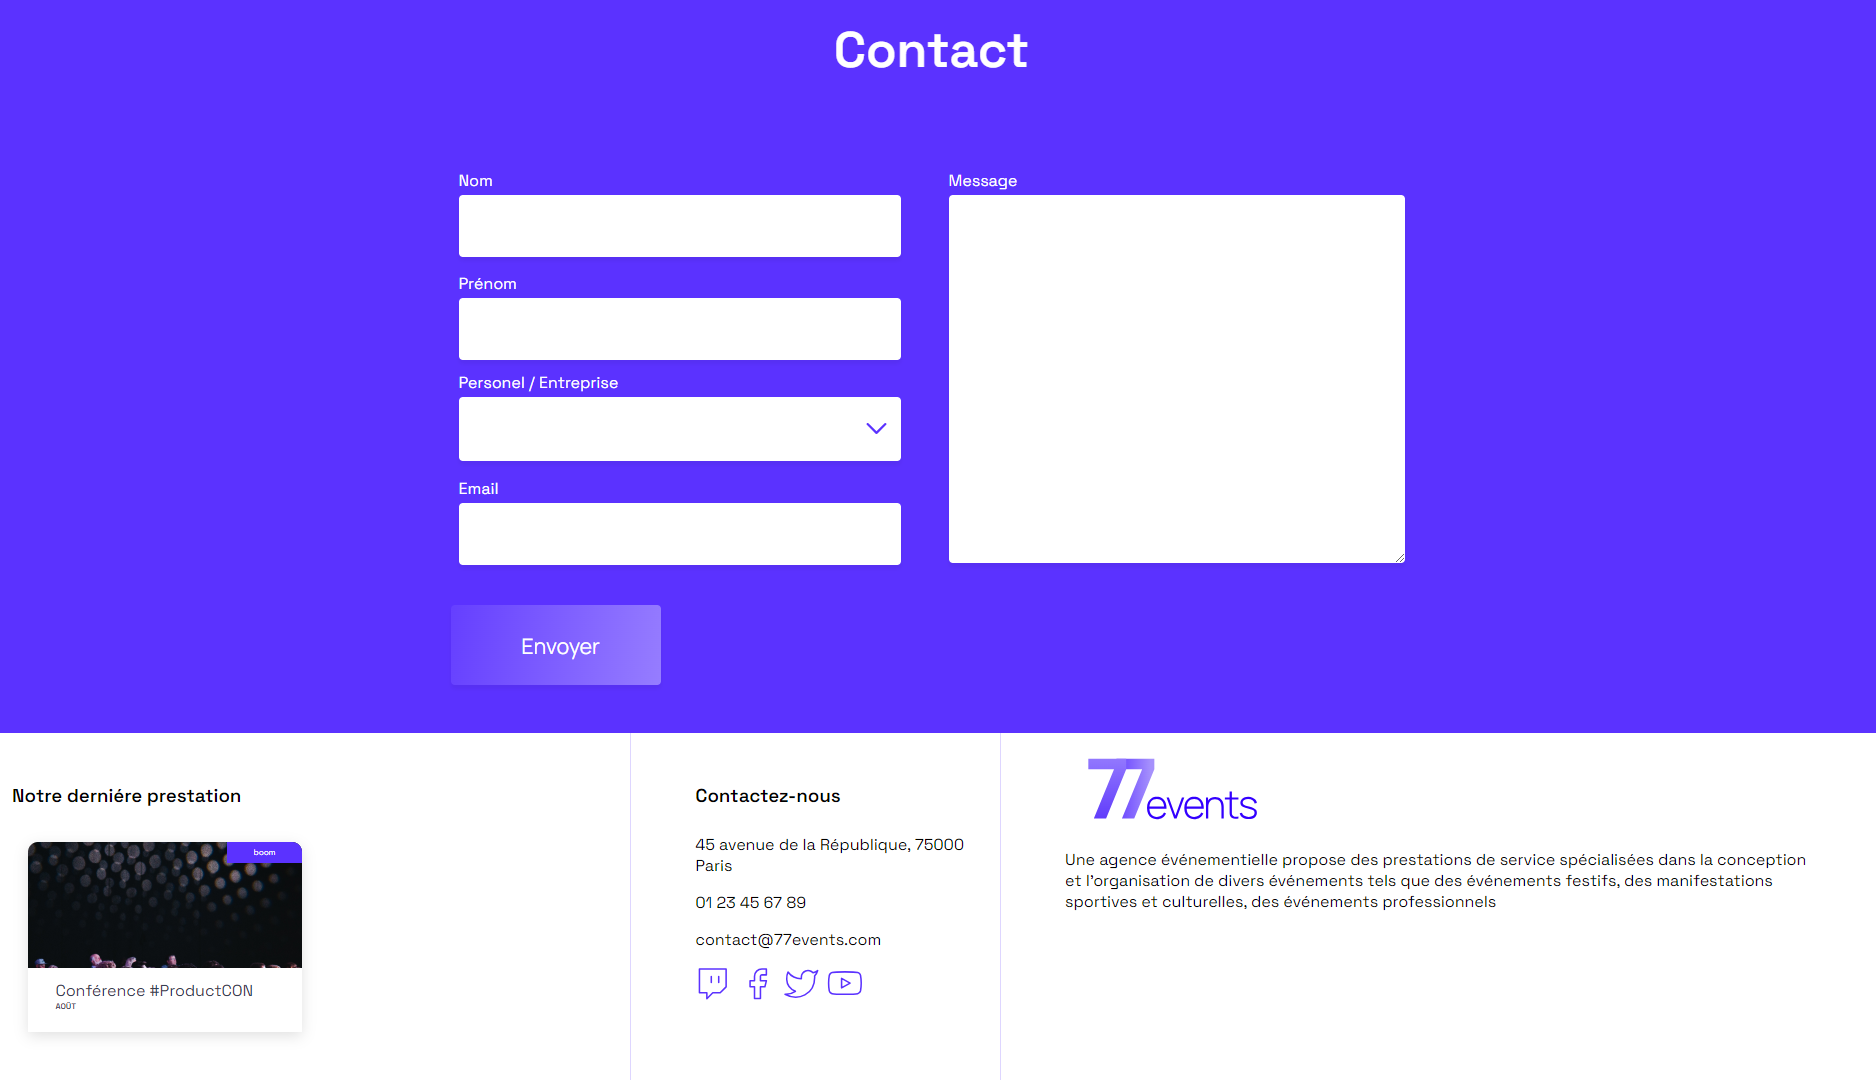 Contact
Nom
Prénom
Personel / Entreprise
Email
Message
Envoyer
Notre derniére prestation
boom
Conférence #ProductCON
AOÛT
Contactez-nous
45 avenue de la République, 75000
Paris
01 23 45 67 89
contact@77events.com
77events
Une agence événementielle propose des prestations de service spécialisées dans la conception
et l'organisation de divers événements tels que des événements festifs, des manifestations
sportives et culturelles, des événements professionnels